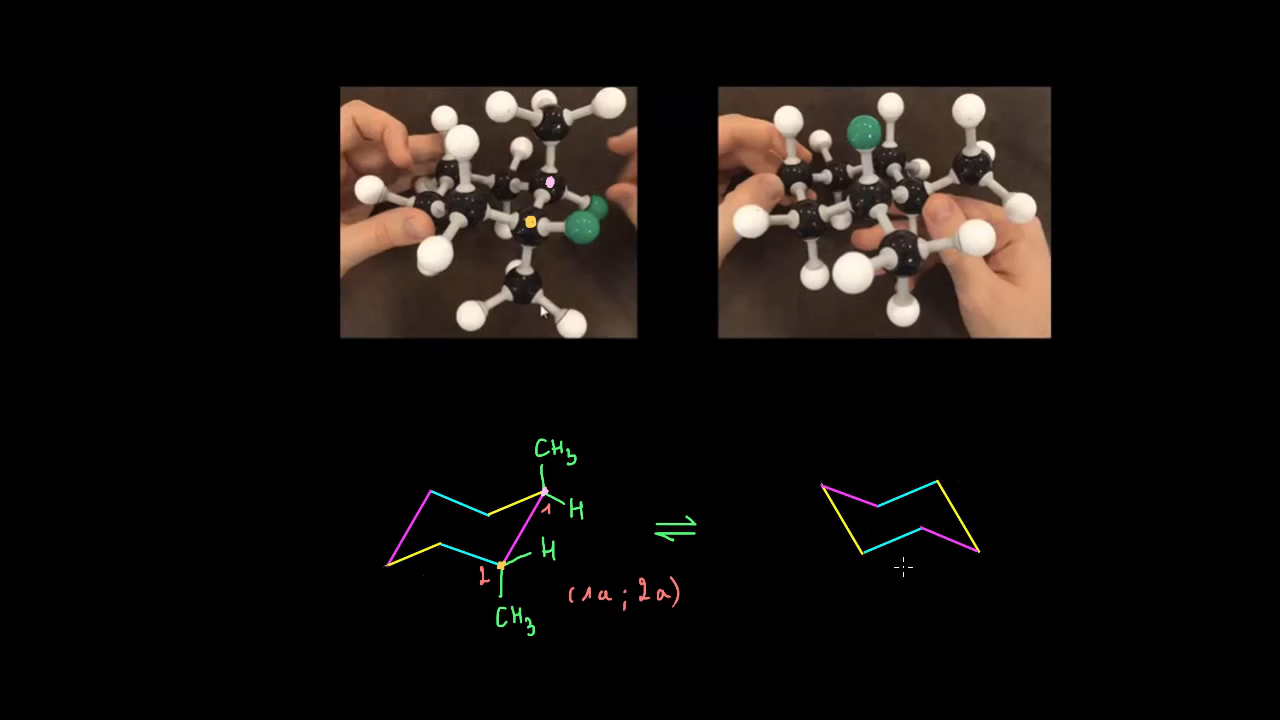 CH3
1 H
H
2
(1a ; 2a)
CH3